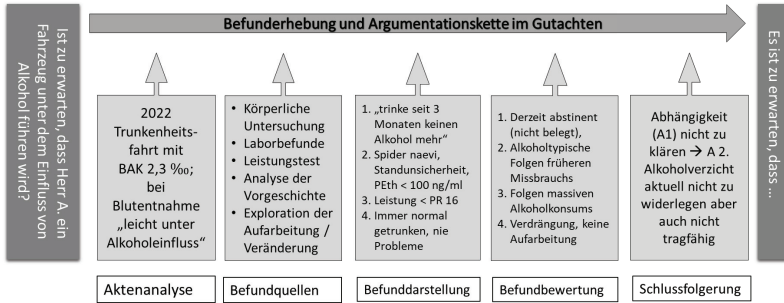 Befunderhebung und Argumentationskette im Gutachten
Ist zu erwarten, dass Herr A. ein
Fahrzeug unter dem Einfluss von
Alkohol führen wird?
2022
Trunkenheits-
fahrt mit
BAK 2,3 ‰;
bei
Blutentnahme
„leicht unter
Alkoholeinfluss“
Aktenanalyse
• Körperliche
Untersuchung
• Laborbefunde
• Leistungstest
• Analyse der
Vorgeschichte
• Exploration der
Aufarbeitung /
Veränderung
Befundquellen
1. „trinke seit 3
Monaten keinen
Alkohol mehr“
2. Spider naevi,
Standunsicherheit,
PEth < 100 ng/ml
3. Leistung < PR 16
4. Immer normal
getrunken, nie
Probleme
Befunddarstellung
1. Derzeit abstinent
(nicht belegt),
2. Alkoholtypische
Folgen früheren
Missbrauchs
3. Folgen massiven
Alkoholkonsums
4. Verdrängung, keine
Aufarbeitung
Befundbewertung
Abhängigkeit
(A1) nicht zu
klären → A 2.
Alkoholverzicht
aktuell nicht zu
widerlegen aber
auch nicht
tragfähig
Schlussfolgerung
Es ist zu erwarten, dass ...